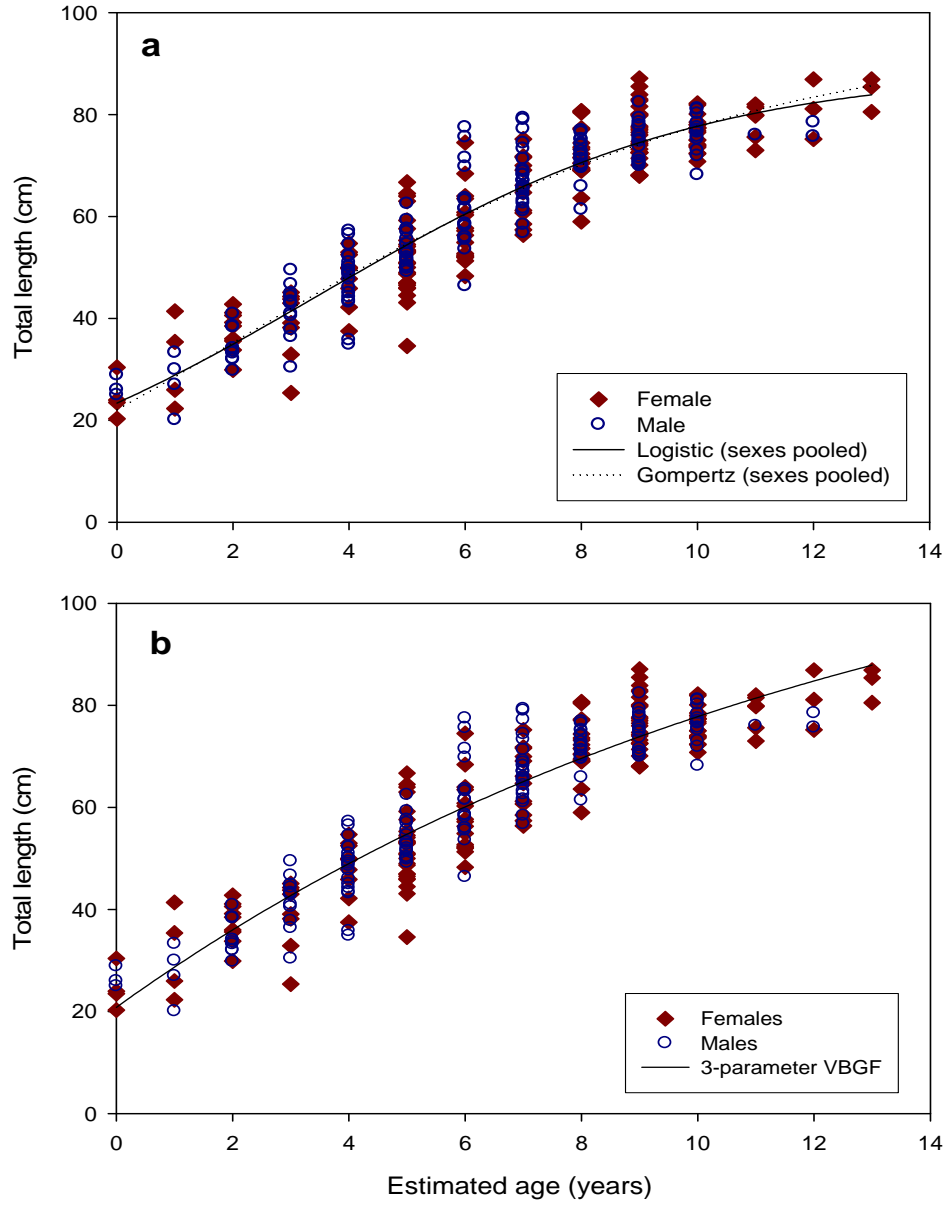 100
a
80
60
40
20
0
Total length (cm)
Female
Male
Logistic (sexes pooled)
Gompertz (sexes pooled)
0 2 4 6 8 10 12 14
100
b
80
60
40
20
0
Total length (cm)
Females
Males
3-parameter VBGF
0 2 4 6 8 10 12 14
Estimated age (years)